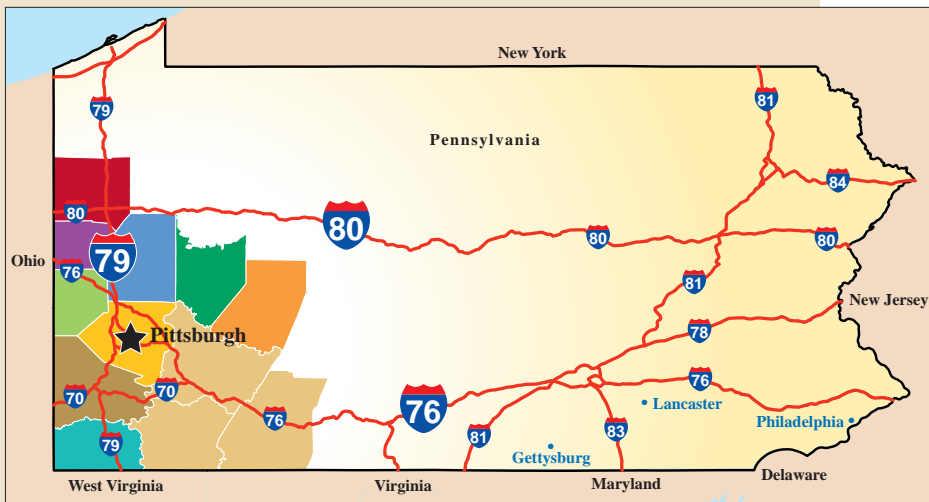 New York
79
81
Pennsylvania
84
80
80
80
80
Ohio
79
76
81
New Jersey
Pittsburgh
78
76
70
70
76
76
Lancaster
Philadelphia
81
83
79
Gettysburg
Delaware
West Virginia
Virginia
Maryland